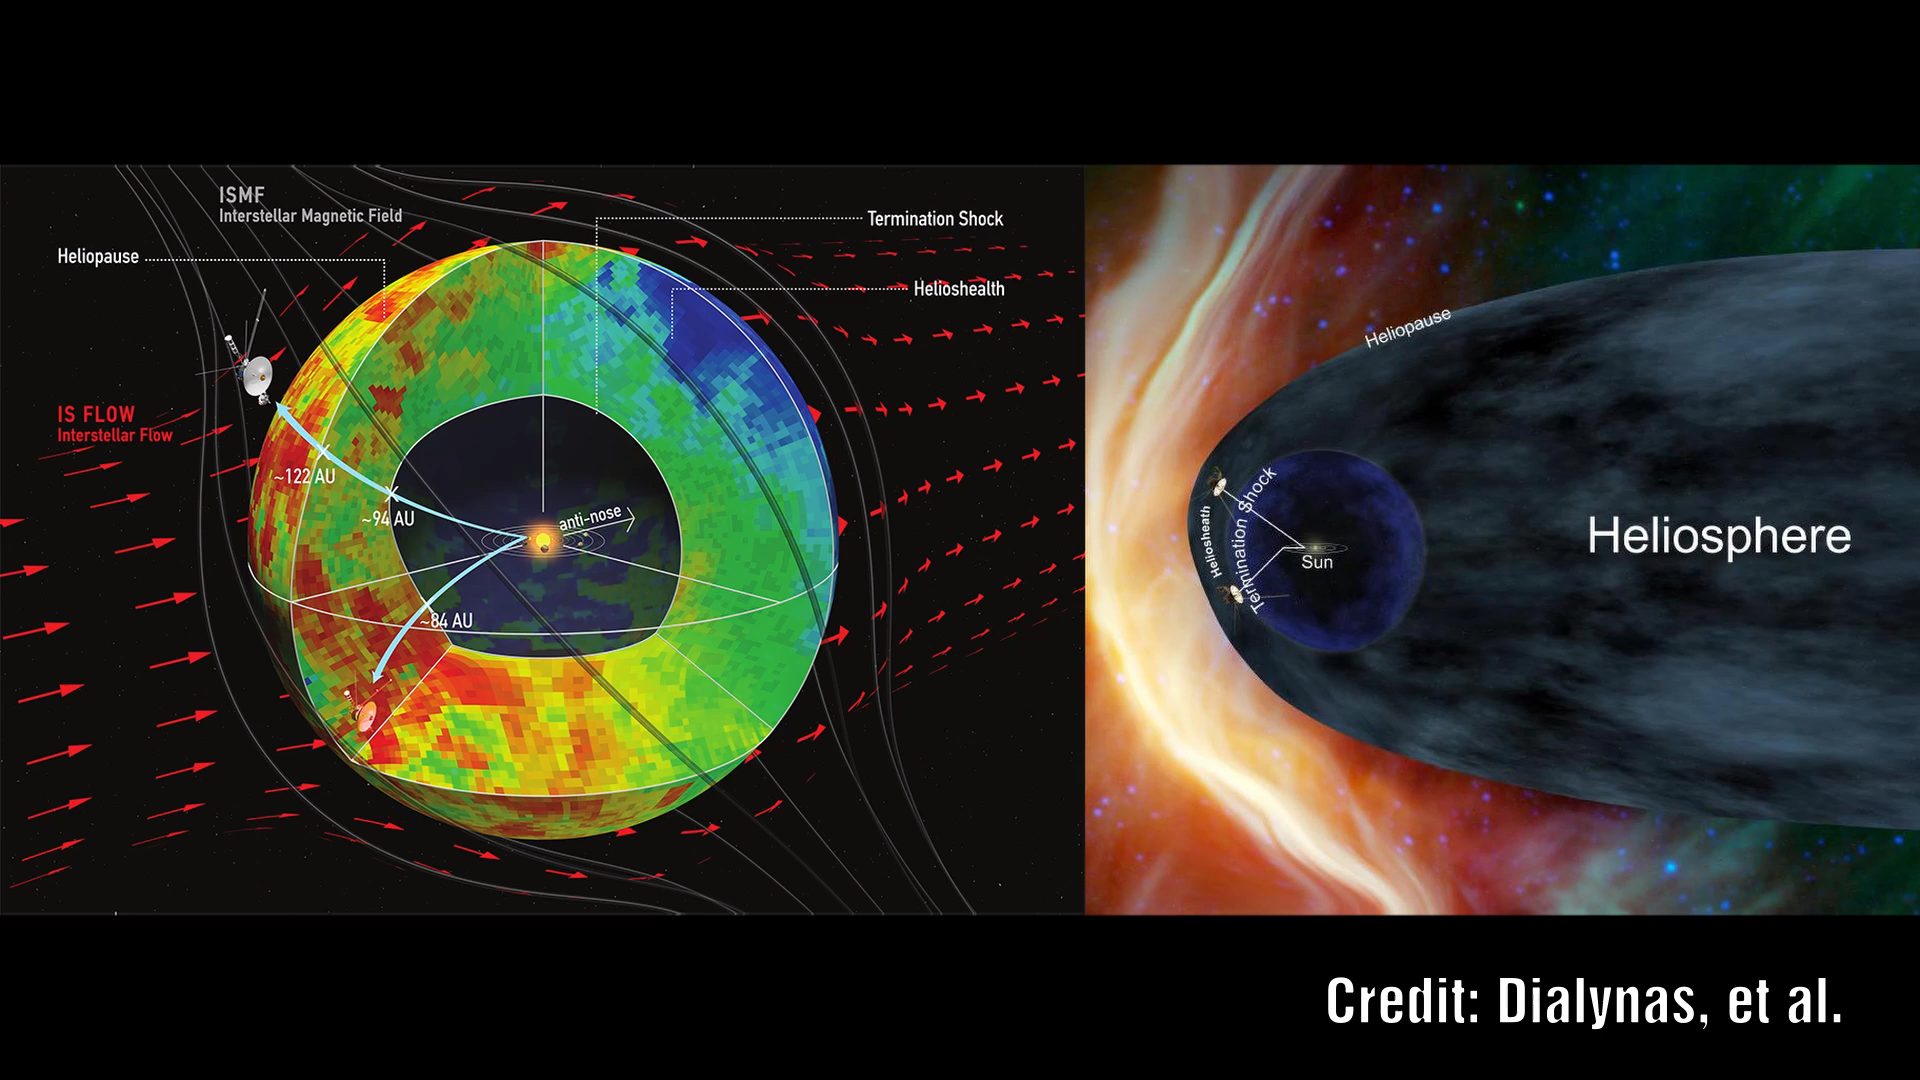 ISMF
Interstellar Magnetic Field
Termination Shock
Heliopause
Helioshealth
IS FLOW
Interstellar Flow
~122 AU
~94 AU
anti-nose
~84 AU
Heliopause
Heliosheath
Termination Shock
Sun
Heliosphere
Credit: Dialynas, et al.